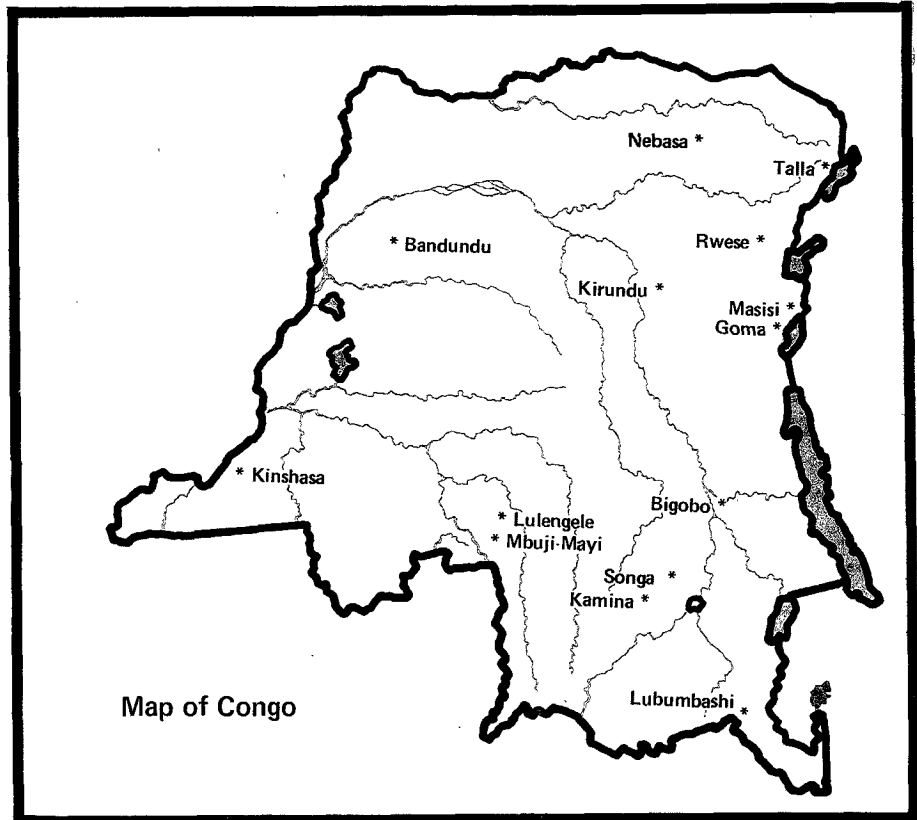 Nebasa *
Talla *
* Bandundu
Rwese *
Kirundu *
Masisi *
Goma *
* Kinshasa
Bigobo *
* Lulengele
* Mbuji-Mayi
Songa *
Kamina *
Lubumbashi *
Map of Congo